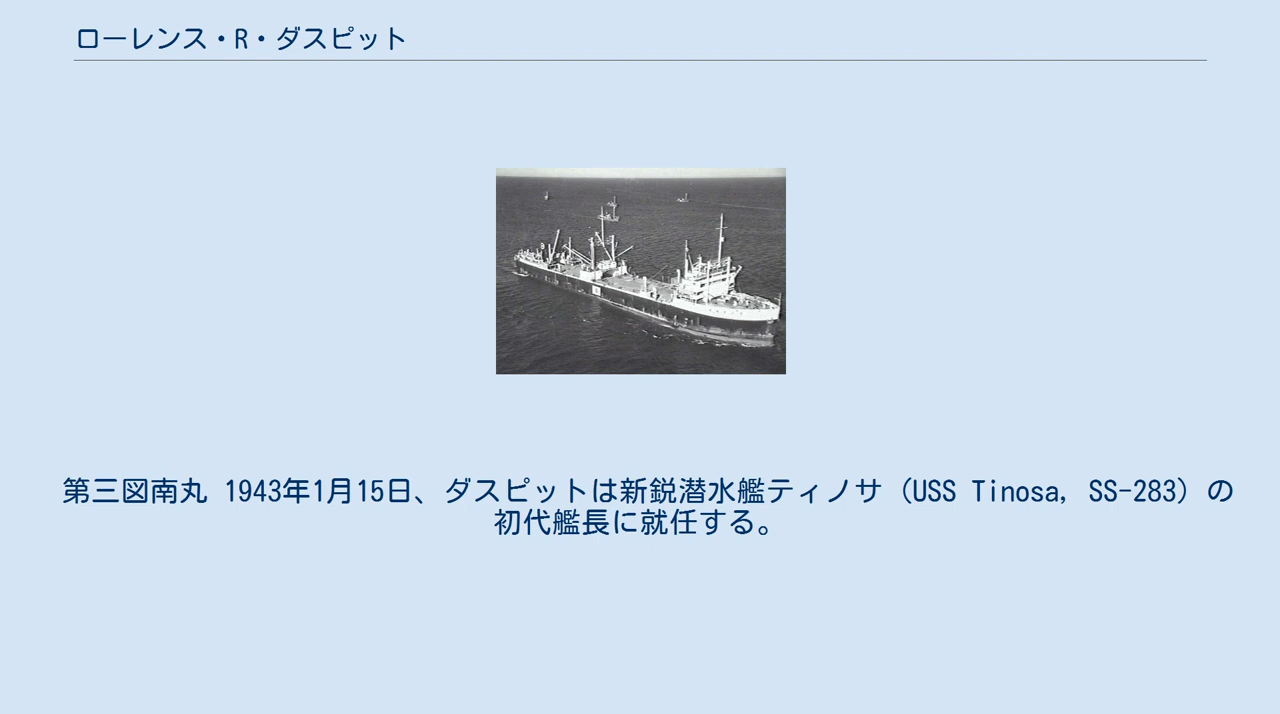 ローレンス・R・ダスピット
第三図南丸 1943年1月15日、ダスピットは新鋭潜水艦ティノサ（USS Tinosa, SS-283）の
初代艦長に就任する。